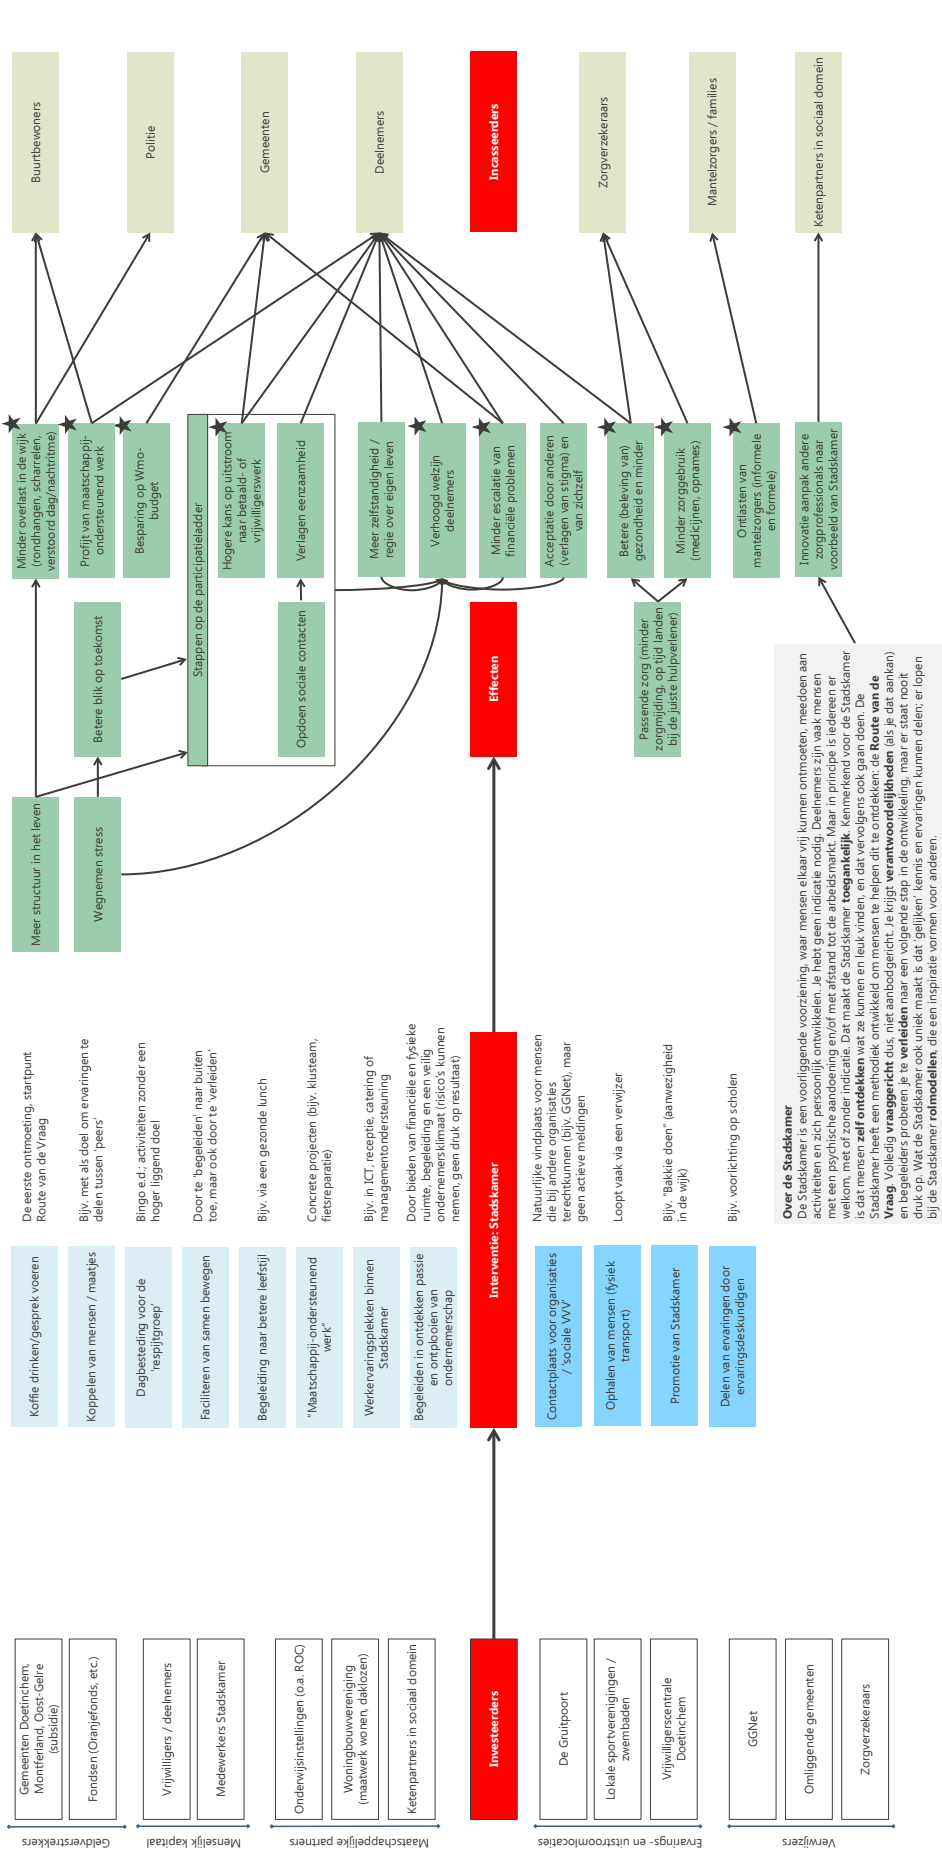 Geldverstrekkers
Gemeenten Doetinchem,
Montferland, Oost-Gelre
(subsidie)
Fondsen (Oranjefonds, etc.)
Menselijk kapitaal
Vrijwilligers / deelnemers
Medewerkers Stadskamer
Maatschappelijke partners
Onderwijsinstellingen (o.a. ROC)
Woningbouwvereniging
(maatwerk wonen, daklozen)
Ketenpartners in sociaal domein
Investeerders
Ervarings- en uitstroomlocaties
De Gruitpoort
Lokale sportverenigingen /
zwembaden
Vrijwilligerscentrale
Doetinchem
Verwijzers
GGNet
Omliggende gemeenten
Zorgverzekeraars
Koffie drinken/gesprek voeren
De eerste ontmoeting, startpunt
Route van de Vraag
Koppelen van mensen / maatjes
Bijv. met als doel om ervaringen te
delen tussen 'peers'
Dagbesteding voor de
'respijtgroep'
Bingo e.d.; activiteiten zonder een
hoger liggend doel
Faciliteren van samen bewegen
Door te "begeleiden' naar buiten
toe, maar ook door te 'verleiden'
Begeleiding naar betere leefstijl
Bijv. via een gezonde lunch
"Maatschappij-ondersteunend
werk"
Concrete projecten (bijv. klusteam,
fietsreparatie)
Werkervaringsplekken binnen
Stadskamer
Bijv. in ICT, receptie, catering of
managementondersteuning
Begeleiden in ontdekken passie
en ontplooien van
ondernemerschap
Door bieden van financiële en fysieke
ruimte, begeleiding en een veilig
ondernemersklimaat (risico's kunnen
nemen, geen druk op resultaat)
Interventie: Stadskamer
Contactplaats voor organisaties
/ 'sociale VVV'
Natuurlijke vindplaats voor mensen
die bij andere organisaties
terechtkunnen (bijv. GGNet), maar
geen actieve meldingen
Ophalen van mensen (fysiek
transport)
Loopt vaak via een verwijzer
Promotie van Stadskamer
Bijv. "Bakkie doen" (aanwezigheid
in de wijk)
Delen van ervaringen door
ervaringsdeskundigen
Bijv. voorlichting op scholen
Meer structuur in het leven
Wegnemen stress
Betere blik op toekomst
Stappen op de participatieladder
Opdoen sociale contacten
Effecten
Passende zorg (minder
zorgmijding, op tijd landen
bij de juiste hulpverlener)
Minder overlast in de wijk
(rondhangen, scharrelen,
verstoord dag/nachtritme)
Profijt van maatschappij-
ondersteunend werk
Besparing op Wmo-
budget
Hogere kans op uitstroom
naar betaald- of
vrijwilligerswerk
Verlagen eenzaamheid
Meer zelfstandigheid /
regie over eigen leven
Verhoogd welzijn
deelnemers
Minder escalatie van
financiële problemen
Acceptatie door anderen
(verlagen van stigma) en
van zichzelf
Betere (beleving van)
gezondheid en minder
Minder zorggebruik
(medicijnen, opnames)
Ontlasten van
mantelzorgers (informele
en formele)
Innovatie aanpak andere
zorgprofessionals naar
voorbeeld van Stadskamer
Buurtbewoners
Politie
Gemeenten
Deelnemers
Incasseerders
Zorgverzekeraars
Mantelzorgers / families
Ketenpartners in sociaal domein
Over de Stadskamer
De Stadskamer is een voorliggende voorziening, waar mensen elkaar vrij kunnen ontmoeten, meedoen aan
activiteiten en zich persoonlijk ontwikkelen. Je hebt geen indicatie nodig. Deelnemers zijn vaak mensen
met een psychische aandoening en/of met afstand tot de arbeidsmarkt. Maar in principe is iedereen er
welkom, met of zonder indicatie. Dat maakt de Stadskamer toegankelijk. Kenmerkend voor de Stadskamer
is dat mensen zelf ontdekken wat ze kunnen en leuk vinden, en dat vervolgens ook gaan doen. De
Stadskamer heeft een methodiek ontwikkeld om mensen te helpen dit te ontdekken: de Route van de
Vraag. Volledig vraaggericht dus, niet aanbodgericht. Je krijgt verantwoordelijkheden (als je dat aankan)
en begeleiders proberen je te verleiden naar een volgende stap in de ontwikkeling, maar er staat nooit
druk op. Wat de Stadskamer ook uniek maakt is dat 'gelijken' kennis en ervaringen kunnen delen; er lopen
bij de Stadskamer rolmodellen, die een inspiratie vormen voor anderen.